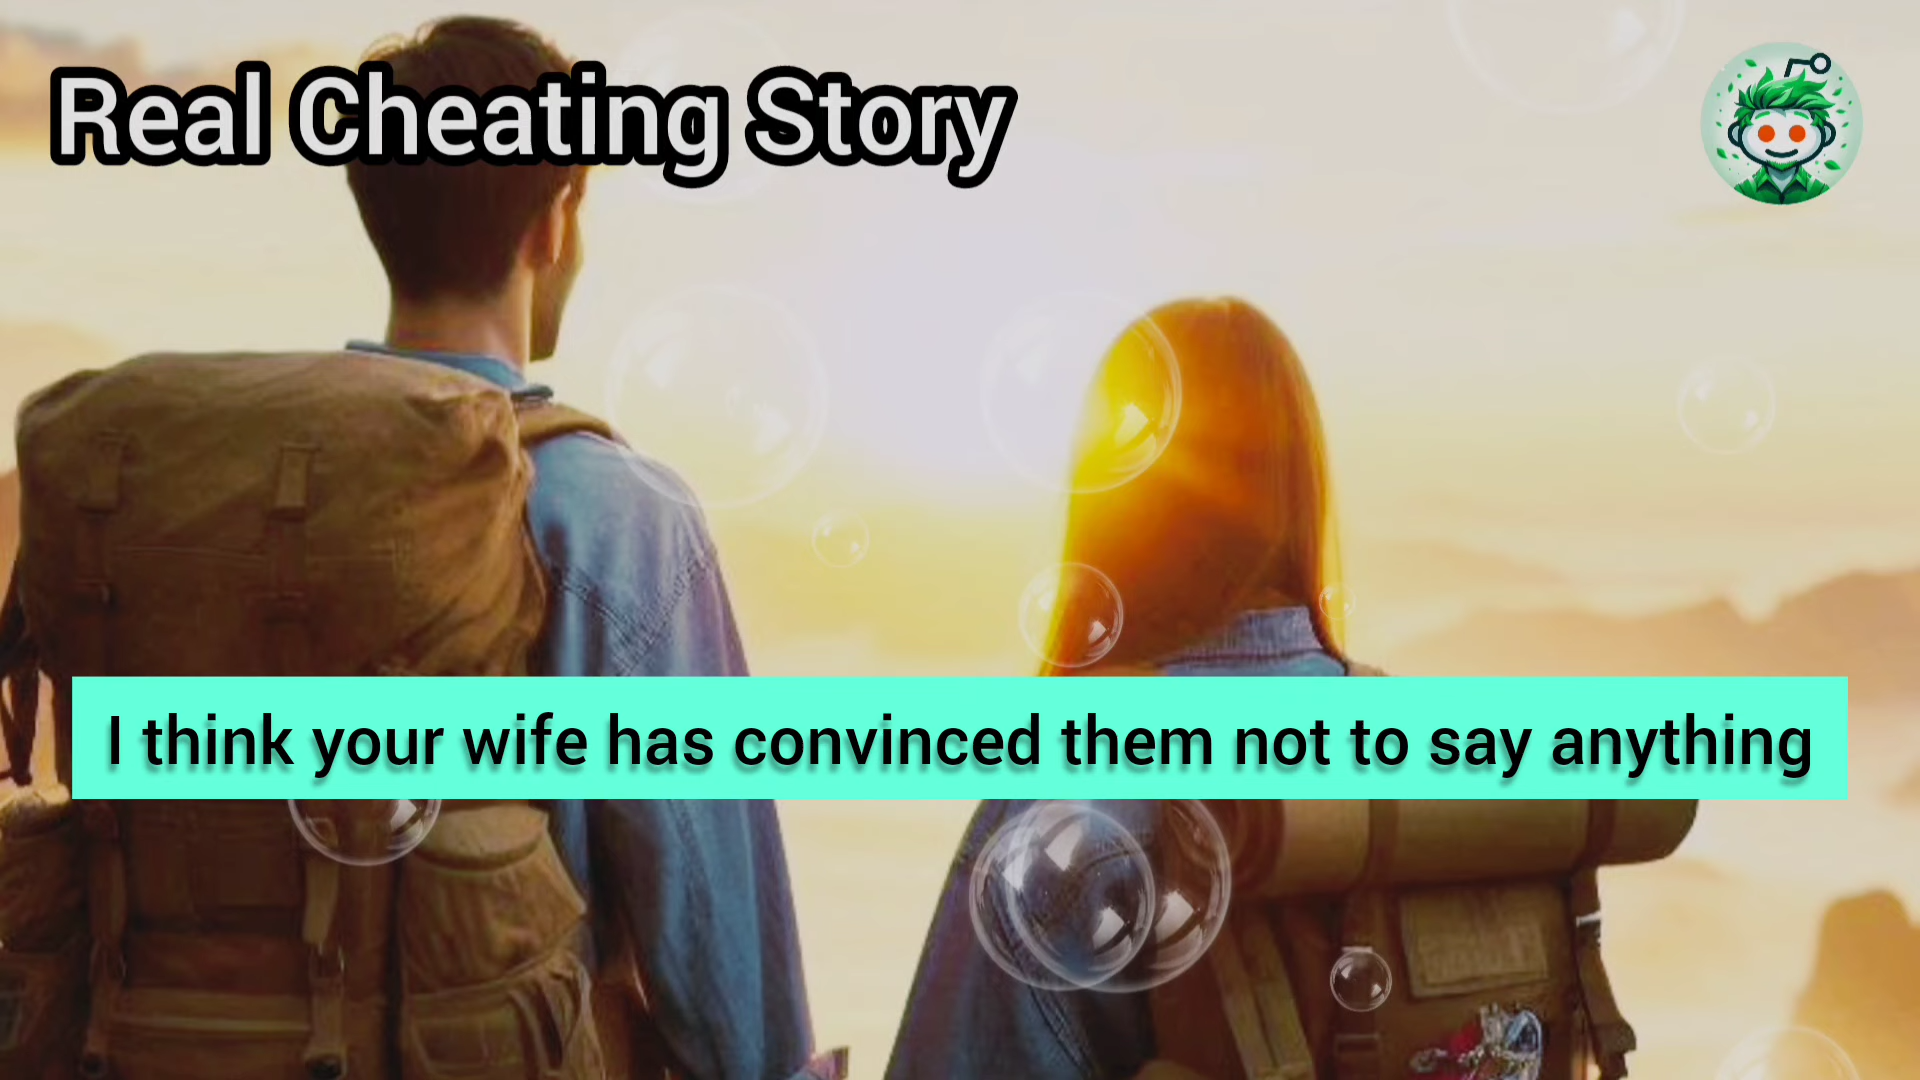 Real Cheating Story
I think your wife has convinced them not to say anything